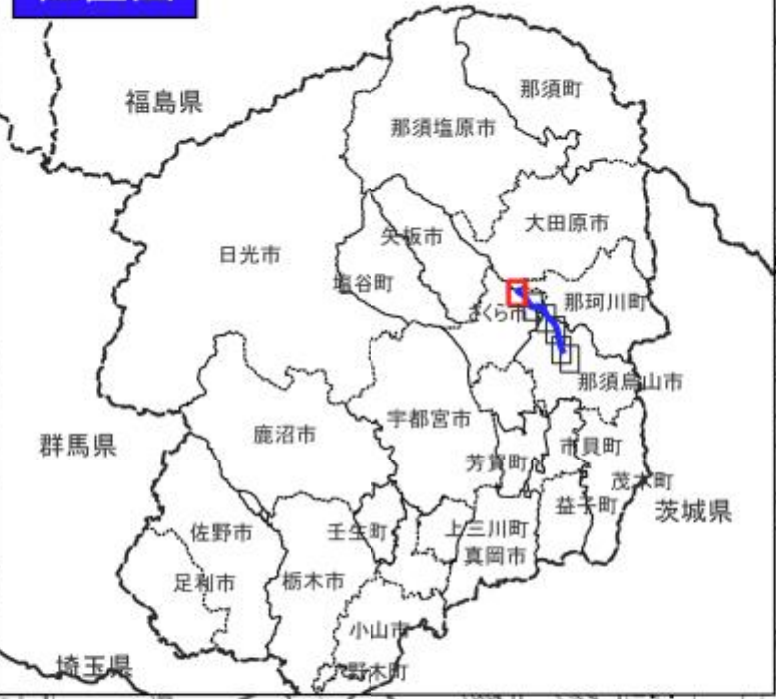 福島県
那須町
那須塩原市
大田原市
矢板市
日光市
塩谷町
那珂川町
さくら市
那須烏山市
宇都宮市
鹿沼市
群馬県
市貝町
芳賀町
茂木町
益子町
茨城県
佐野市
壬生町
上三川町
真岡市
足利市
栃木市
小山市
埼玉県
野木町